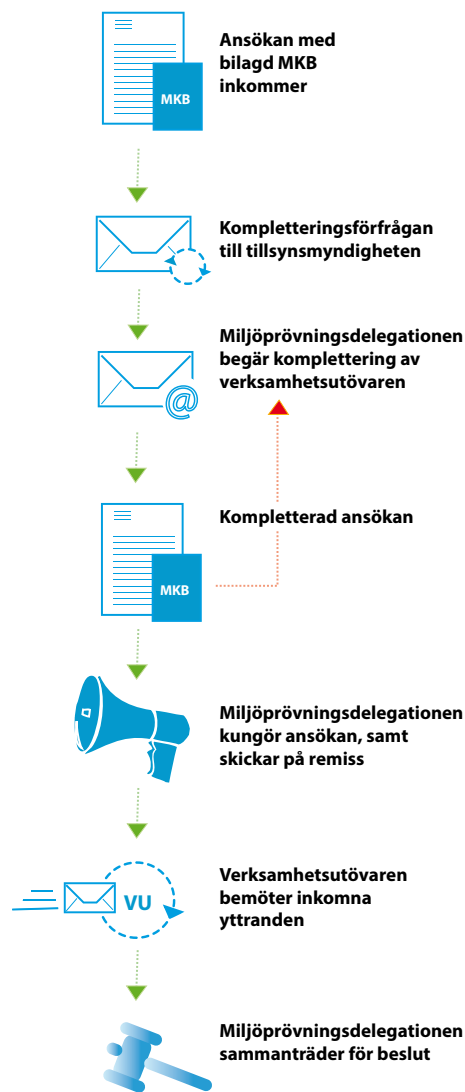 Ansökan med
bilagd MKB
inkommer
MKB
Kompletteringsförfrågan
till tillsynsmyndigheten
Miljöprövningsdelegationen
begär komplettering av
verksamhetsutövaren
@
Kompletterad ansökan
MKB
Miljöprövningsdelegationen
kungör ansökan, samt
skickar på remiss
Verksamhetsutövaren
bemöter inkomna
yttranden
VU
Miljöprövningsdelegationen
sammanträder för beslut